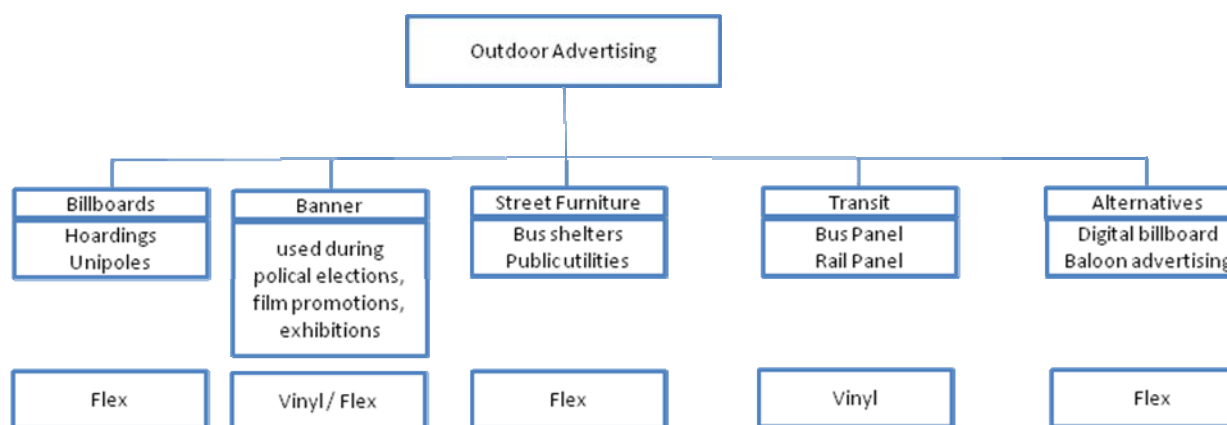 Outdoor Advertising
Billboards
Hoardings
Unipoles
Banner
used during
polical elections,
film promotions,
exhibitions
Street Furniture
Bus shelters
Public utilities
Transit
Bus Panel
Rail Panel
Alternatives
Digital billboard
Baloon advertising
Flex
Vinyl / Flex
Flex
Vinyl
Flex